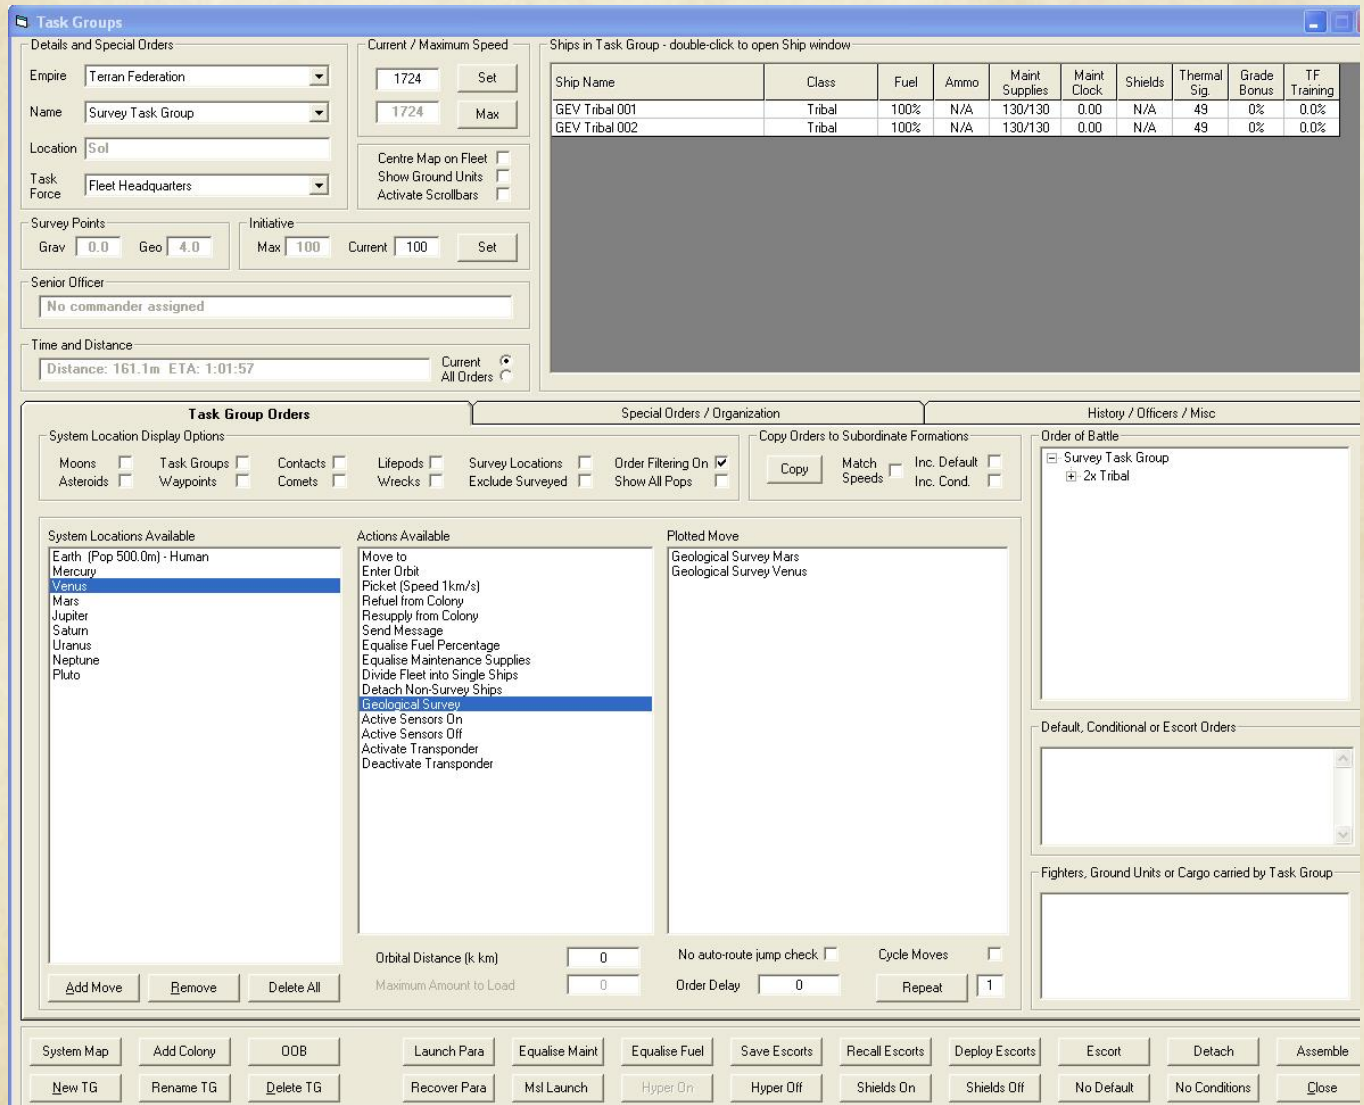 Task Groups
Details and Special Orders
Empire Terran Federation
Name Survey Task Group
Location Sol
Task Force Fleet Headquarters
Current / Maximum Speed
1724 Set
1724 Max
Centre Map on Fleet
Show Ground Units
Activate Scrollbars
Survey Points
Grav 0.0 Geo 4.0
Initiative
Max 100 Current 100 Set
Senior Officer
No commander assigned
Time and Distance
Distance: 161.1m ETA: 1:01:57
Current
All Orders
Ships in Task Group - double-click to open Ship window
Ship Name Class Fuel Ammo Maint Supplies Maint Clock Shields Thermal Sig. Grade Bonus TF Training
GEV Tribal 001 Tribal 100% N/A 130/130 0.00 N/A 49 0% 0.0%
GEV Tribal 002 Tribal 100% N/A 130/130 0.00 N/A 49 0% 0.0%
Task Group Orders Special Orders / Organization History / Officers / Misc
System Location Display Options
Moons Task Groups Contacts Lifepods Survey Locations Order Filtering On
Asteroids Waypoints Comets Wrecks Exclude Surveyed Show All Pops
Copy Orders to Subordinate Formations
Copy Match Speeds Inc. Default
Inc. Cond.
Order of Battle
Survey Task Group
2x Tribal
System Locations Available
Earth (Pop 500.0m) - Human
Mercury
Venus
Mars
Jupiter
Saturn
Uranus
Neptune
Pluto
Actions Available
Move to
Enter Orbit
Picket (Speed 1km/s)
Refuel from Colony
Resupply from Colony
Send Message
Equalise Fuel Percentage
Equalise Maintenance Supplies
Divide Fleet into Single Ships
Detach Non-Survey Ships
Geological Survey
Active Sensors On
Active Sensors Off
Activate Transponder
Deactivate Transponder
Plotted Move
Geological Survey Mars
Geological Survey Venus
Default, Conditional or Escort Orders
Fighters, Ground Units or Cargo carried by Task Group
Orbital Distance (k km) 0 No auto-route jump check Cycle Moves
Add Move Remove Delete All Maximum Amount to Load 0 Order Delay 0 Repeat 1
System Map Add Colony OOB Launch Para Equalise Maint Equalise Fuel Save Escorts Recall Escorts Deploy Escorts Escort Detach Assemble
New TG Rename TG Delete TG Recover Para Msl Launch Hyper On Hyper Off Shields On Shields Off No Default No Conditions Close